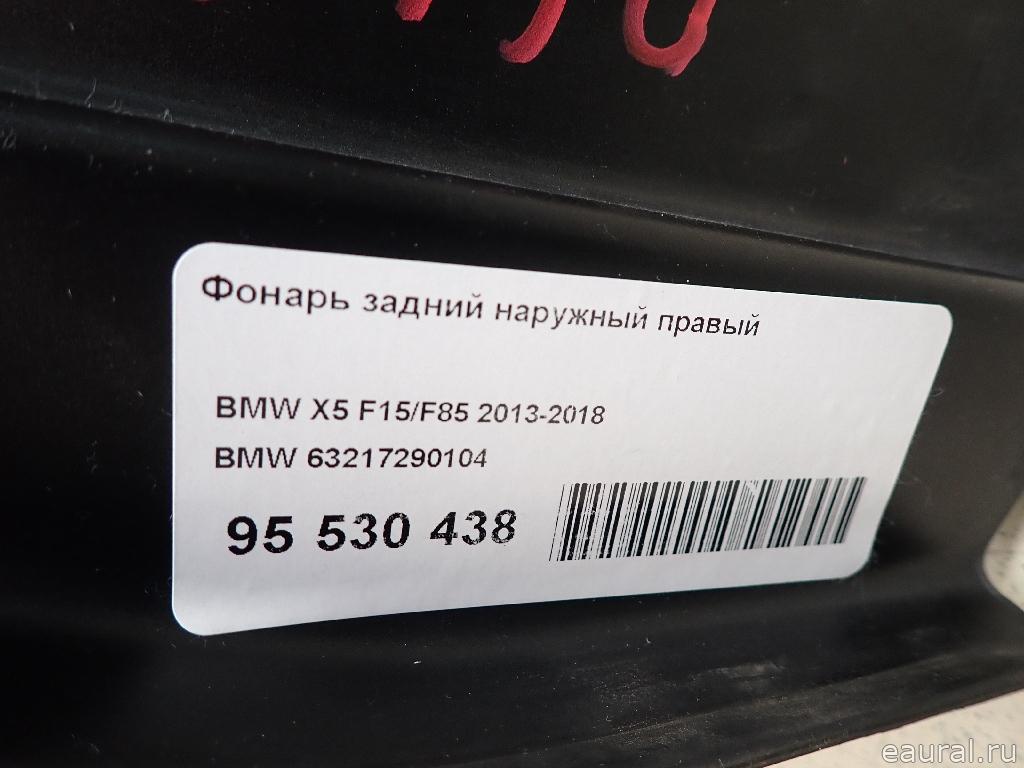 Фонарь задний наружный правый
BMW X5 F15/F85 2013-2018
BMW 63217290104
95 530 438
eaural.ru